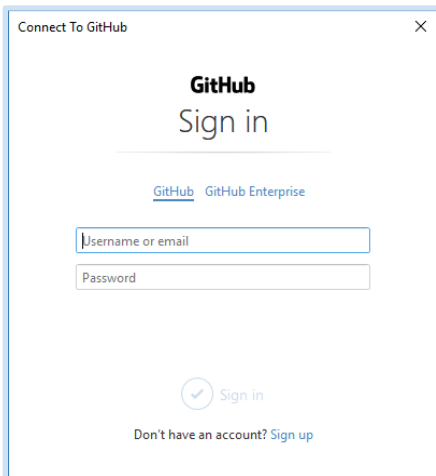 Connect To GitHub
GitHub
Sign in
GitHub GitHub Enterprise
Username or email
Password
Sign in
Don't have an account? Sign up